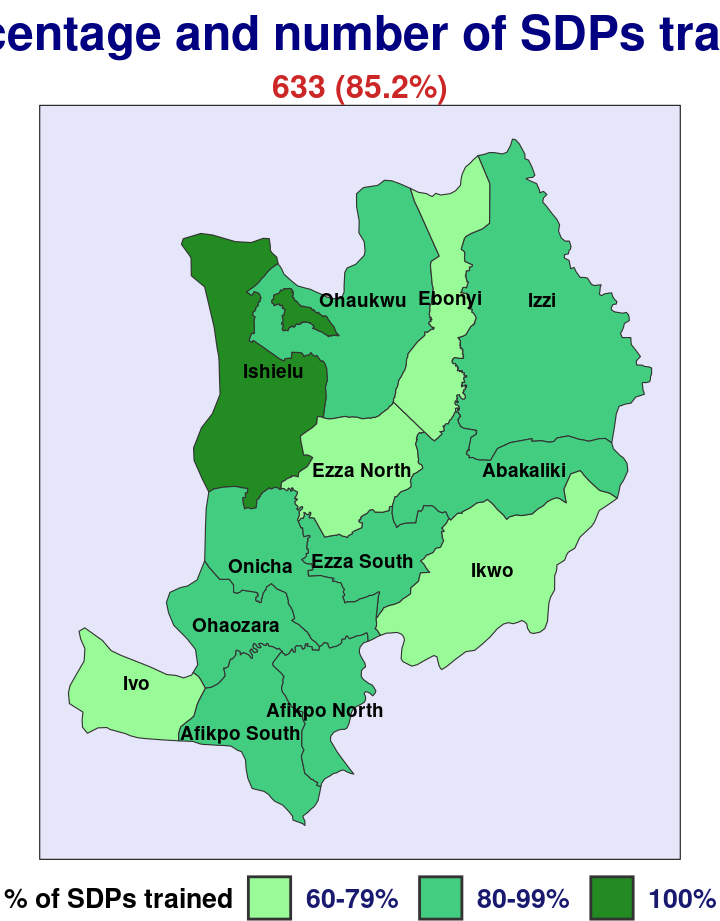 centage and number of SDPs tra
633 (85.2%)
Ohaukwu
Ebonyi
Izzi
Ishielu
Ezza North
Abakaliki
Onicha
Ezza South
Ikwo
Ohaozara
Ivo
Afikpo North
Afikpo South
% of SDPs trained 60-79% 80-99% 100%